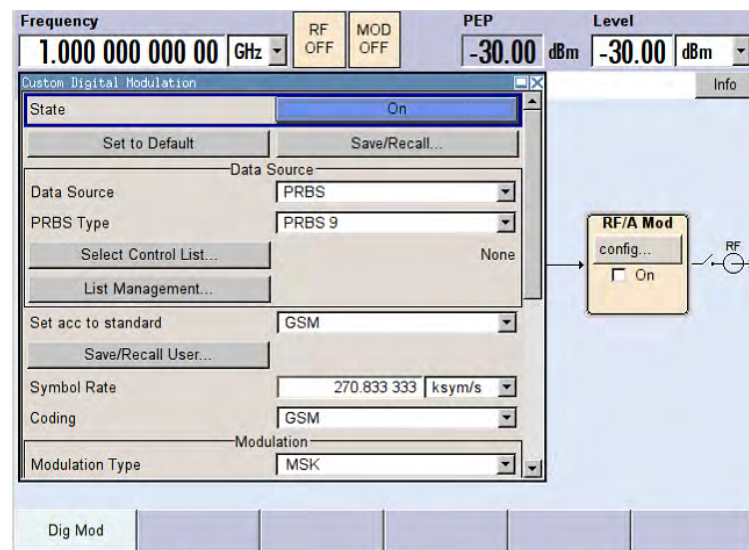 Frequency
RF OFF
MOD OFF
PEP
Level
1.000 000 000 00 GHz
-30.00 dBm
-30.00 dBm
Custom Digital Modulation
Info
State On
Set to Default Save/Recall...
Data Source
Data Source PRBS
PRBS Type PRBS 9
Select Control List... None
List Management...
RF/A Mod
config...
On
RF
Set acc to standard GSM
Save/Recall User...
Symbol Rate 270.833 333 ksym/s
Coding GSM
Modulation
Modulation Type MSK
Dig Mod